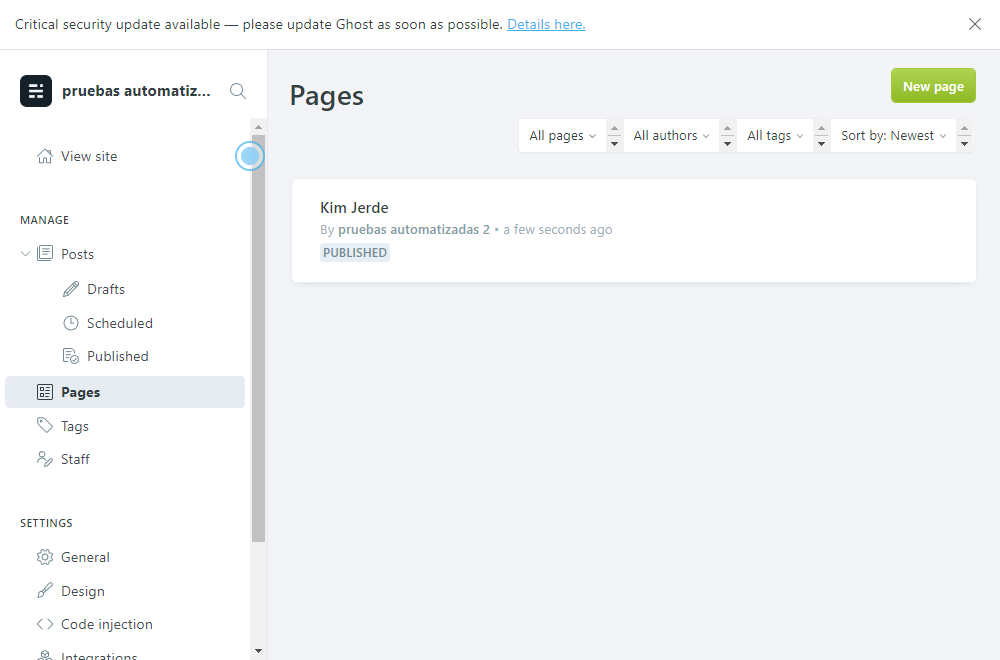 Critical security update available — please update Ghost as soon as possible. Details here.
pruebas automatiz...
View site
MANAGE
Posts
Drafts
Scheduled
Published
Pages
Tags
Staff
SETTINGS
General
Design
Code injection
Integrations
Pages
New page
All pages
All authors
All tags
Sort by: Newest
Kim Jerde
By pruebas automatizadas 2 • a few seconds ago
PUBLISHED